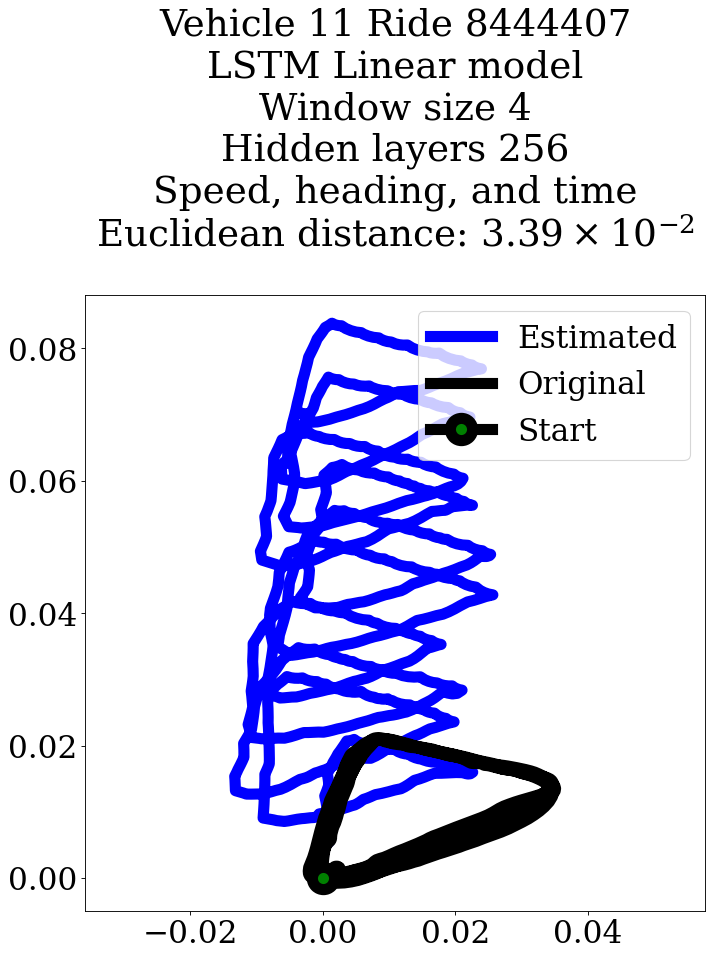 Vehicle 11 Ride 8444407
LSTM Linear model
Window size 4
Hidden layers 256
Speed, heading, and time
Euclidean distance: 3.39 × 10⁻²
Estimated
Original
Start
0.08
0.06
0.04
0.02
0.00
−0.02 0.00 0.02 0.04